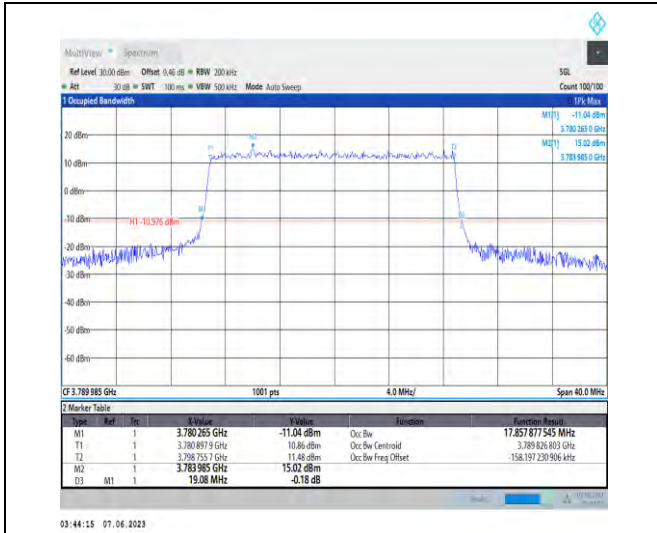 MultiView Spectrum
Ref Level 30.00 dBm Offset 9.46 dB RBW 200 kHz SGL
Att 30 dB SWT 100 ms VBW 500 kHz Mode Auto Sweep Count 100/100
1 Occupied Bandwidth 1Pk Max
M1[1] -11.04 dBm
3.780 265 0 GHz
M2[1] 15.02 dBm
3.783 985 0 GHz
20 dBm
M2
T1 T2
10 dBm
0 dBm
M1
-10 dBm
H1 -10.976 dBm
-20 dBm
-30 dBm
-40 dBm
-50 dBm
-60 dBm
CF 3.789 985 GHz 1001 pts 4.0 MHz/ Span 40.0 MHz
2 Marker Table
Type Ref Trc X-Value Y-Value Function Function Result
M1 1 3.780 265 GHz -11.04 dBm Occ Bw 17.857 877 545 MHz
T1 1 3.780 897 9 GHz 10.86 dBm Occ Bw Centroid 3.789 826 803 GHz
T2 1 3.798 755 7 GHz 11.48 dBm Occ Bw Freq Offset -158.197 230 906 kHz
M2 1 3.783 985 GHz 15.02 dBm
D3 M1 1 19.08 MHz -0.18 dB
03:44:15 07.06.2023